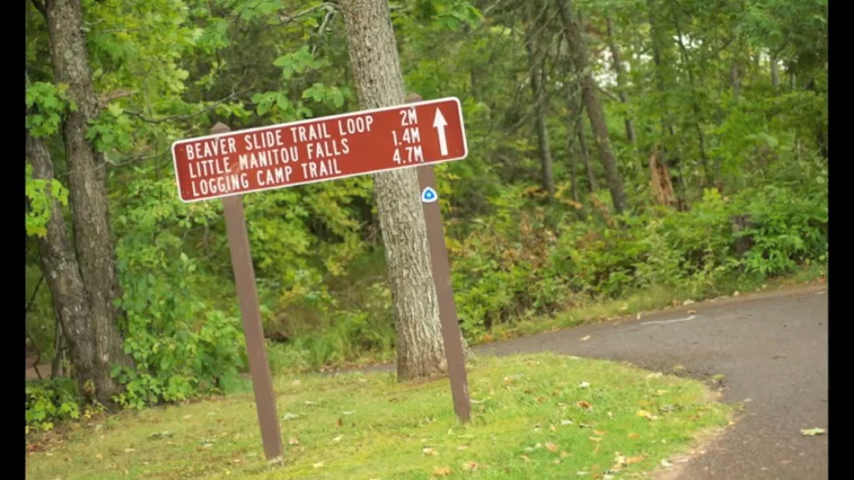 BEAVER SLIDE TRAIL LOOP 2M
LITTLE MANITOU FALLS 1.4M
LOGGING CAMP TRAIL 4.7M